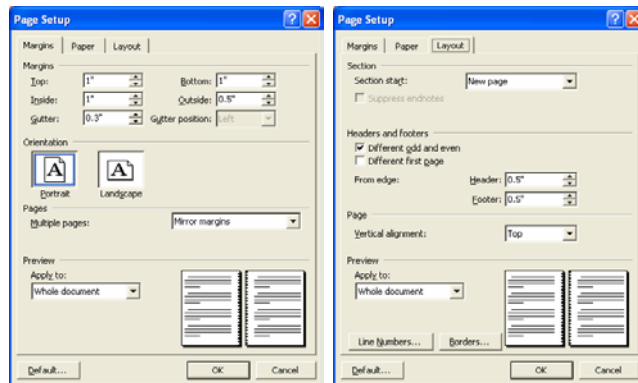 Page Setup
Margins Paper Layout
Margins
Top: 1" Bottom: 1"
Inside: 1" Outside: 0.5"
Gutter: 0.3" Gutter position: Left
Orientation
Portrait Landscape
Pages
Multiple pages: Mirror margins
Preview
Apply to:
Whole document
Default... OK Cancel
Page Setup
Margins Paper Layout
Section
Section start: New page
Suppress endnotes
Headers and footers
Different odd and even
Different first page
From edge: Header: 0.5"
Footer: 0.5"
Page
Vertical alignment: Top
Preview
Apply to:
Whole document
Line Numbers... Borders...
Default... OK Cancel